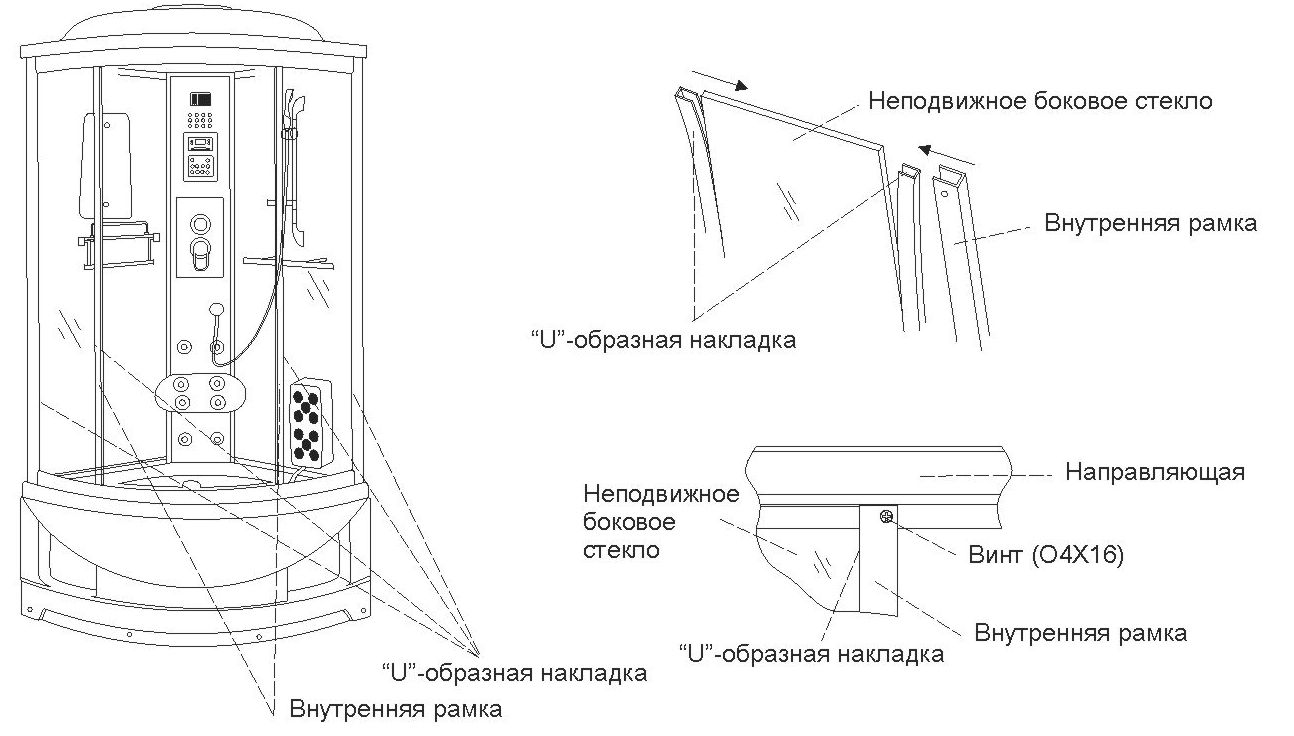 Неподвижное боковое стекло
Внутренняя рамка
“U”-образная накладка
Направляющая
Неподвижное
боковое
стекло
Винт (O4X16)
Внутренняя рамка
“U”-образная накладка
“U”-образная накладка
Внутренняя рамка